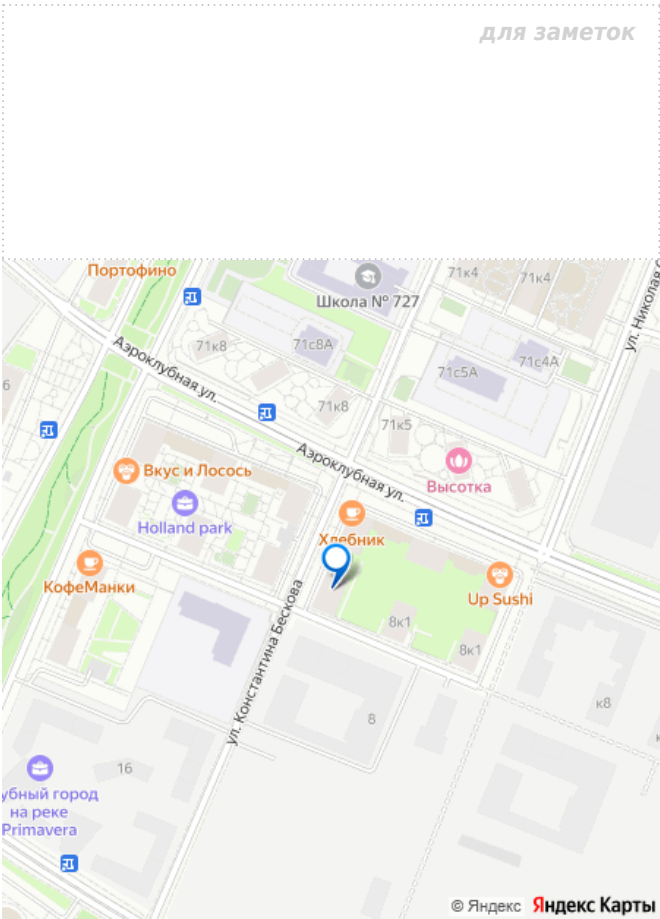 для заметок
Портофино
71к4
71к4
Школа № 727
ул. Николая С
71к8
71с8А
Аэроклубная ул.
71с5А
71с4А
6
71к8
71к5
Аэроклубная ул.
Вкус и Лосось
Высотка
Holland park
Хлебник
КофеМанки
Up Sushi
ул. Константина Бескова
8к1
8к1
8
к8
16
убный город
на реке
Primavera
© Яндекс Яндекс Карты